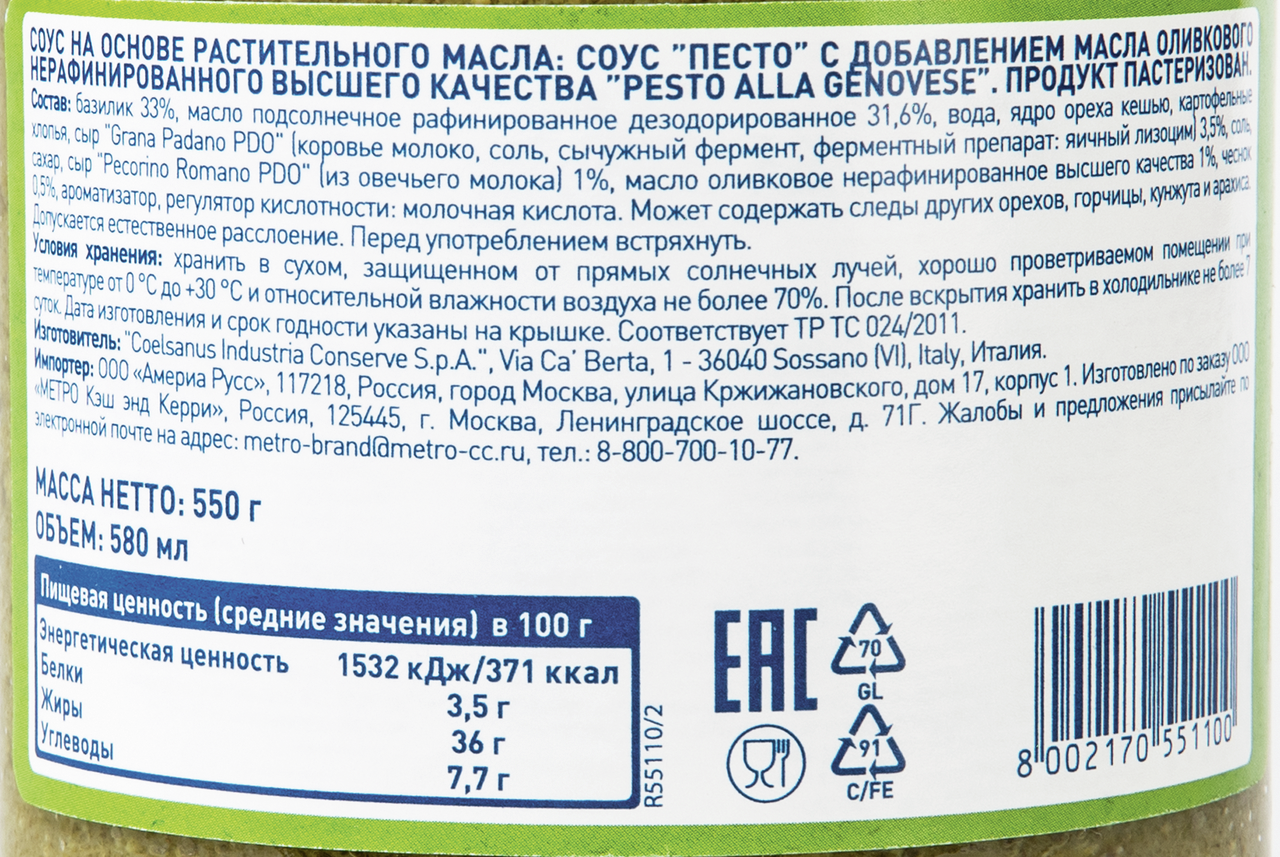 СОУС НА ОСНОВЕ РАСТИТЕЛЬНОГО МАСЛА: СОУС "ПЕСТО" С ДОБАВЛЕНИЕМ МАСЛА ОЛИВКОВОГО
НЕРАФИНИРОВАННОГО ВЫСШЕГО КАЧЕСТВА "PESTO ALLA GENOVESE". ПРОДУКТ ПАСТЕРИЗОВАН.
Состав: базилик 33%, масло подсолнечное рафинированное дезодорированное 31,6%, вода, ядро ореха кешью, картофельные
хлопья, сыр "Grana Padano PDO" (коровье молоко, соль, сычужный фермент, ферментный препарат: яичный лизоцим) 3,5%, соль,
сахар, сыр "Pecorino Romano PDO" (из овечьего молока) 1%, масло оливковое нерафинированное высшего качества 1%, чеснок
0,5%, ароматизатор, регулятор кислотности: молочная кислота. Может содержать следы других орехов, горчицы, кунжута и арахиса.
Допускается естественное расслоение. Перед употреблением встряхнуть.
Условия хранения: хранить в сухом, защищенном от прямых солнечных лучей, хорошо проветриваемом помещении при
температуре от 0 °С до +30 °С и относительной влажности воздуха не более 70%. После вскрытия хранить в холодильнике не более 7
суток. Дата изготовления и срок годности указаны на крышке. Соответствует ТР ТС 024/2011.
Изготовитель: "Coelsanus Industria Conserve S.p.A.", Via Ca' Berta, 1 - 36040 Sossano (VI), Italy, Италия.
Импортер: ООО «Америа Русс», 117218, Россия, город Москва, улица Кржижановского, дом 17, корпус 1. Изготовлено по заказу ООО
«МЕТРО Кэш энд Керри», Россия, 125445, г. Москва, Ленинградское шоссе, д. 71Г. Жалобы и предложения присылайте по
электронной почте на адрес: metro-brand@metro-cc.ru, тел.: 8-800-700-10-77.
МАССА НЕТТО: 550 г
ОБЪЕМ: 580 мл
Пищевая ценность (средние значения) в 100 г
Энергетическая ценность 1532 кДж/371 ккал
Белки 3,5 г
Жиры 36 г
Углеводы 7,7 г
R55110/2
EAC
70
GL
91
C/FE
8 002170 551100